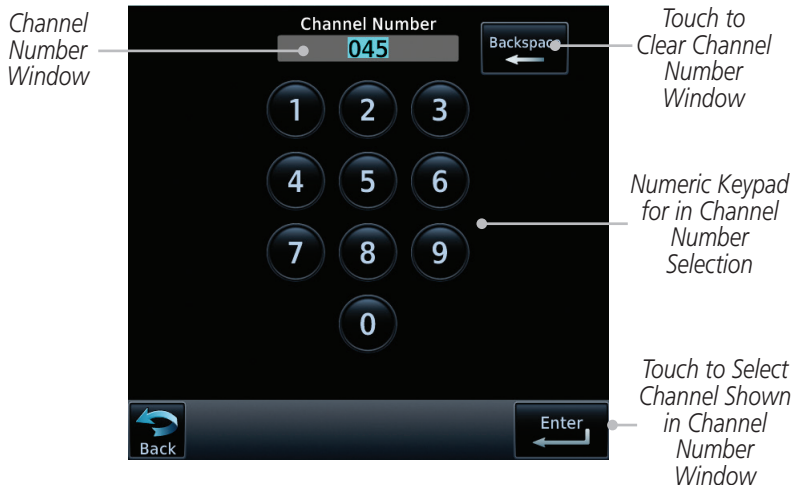 Channel
Number
Window
Channel Number
045
Backspace
Touch to
Clear Channel
Number
Window
1 2 3
4 5 6
7 8 9
0
Numeric Keypad
for in Channel
Number
Selection
Back
Enter
Touch to Select
Channel Shown
in Channel
Number
Window